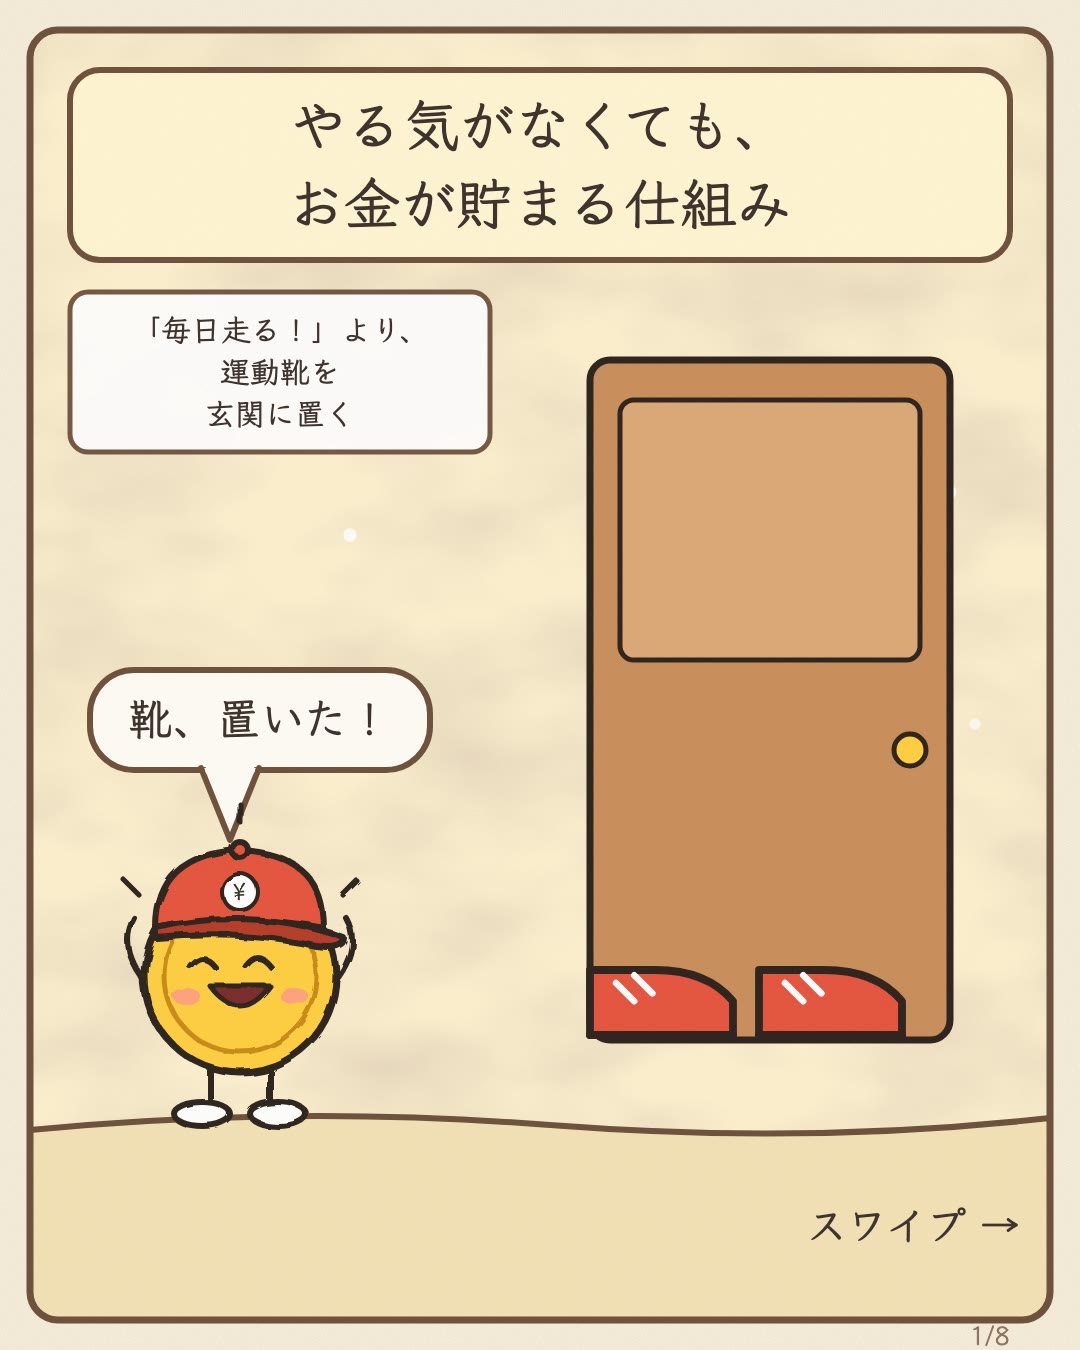 やる気がなくても、
お金が貯まる仕組み
「毎日走る！」より、
運動靴を
玄関に置く
靴、置いた！
¥
スワイプ →
1/8